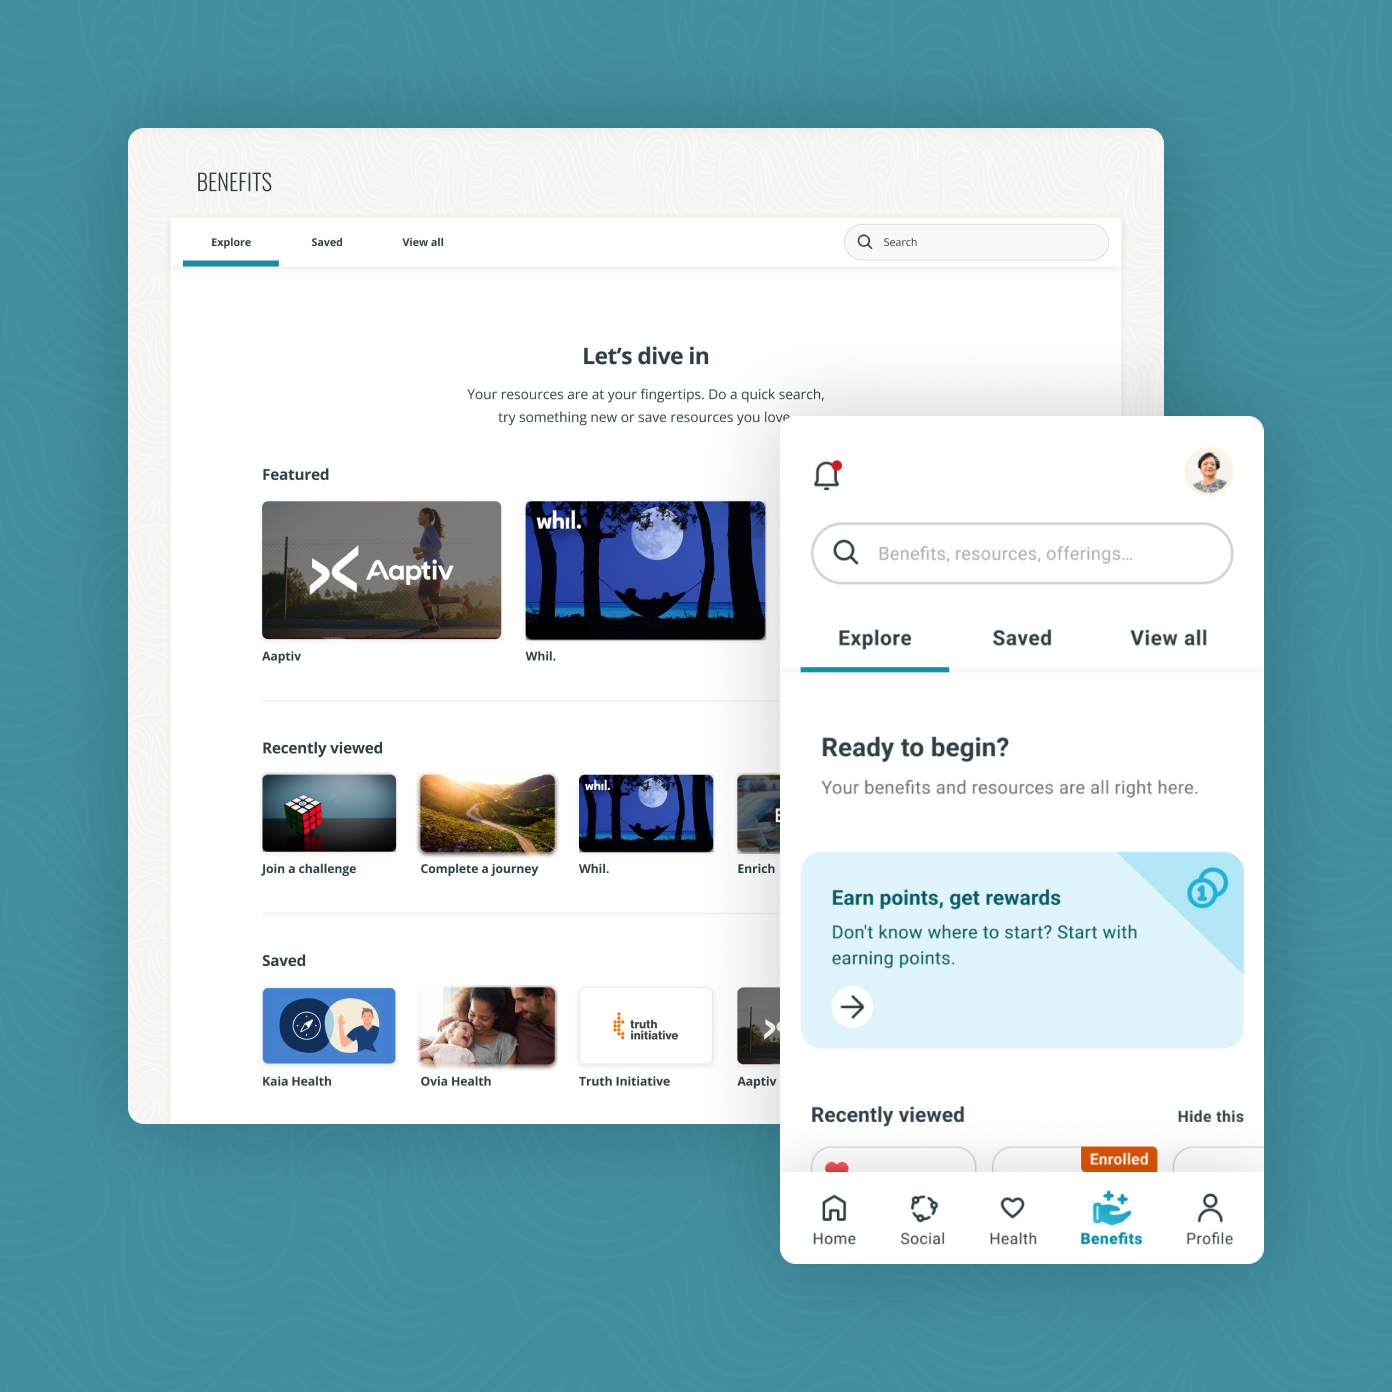 BENEFITS
Explore
Saved
View all
Search
Let's dive in
Your resources are at your fingertips. Do a quick search,
try something new or save resources you love
Featured
Aaptiv
whil.
Aaptiv
Whil.
Recently viewed
whil.
E
Join a challenge
Complete a journey
Whil.
Enrich
Saved
truth
initiative
Kaia Health
Ovia Health
Truth Initiative
Aaptiv
Benefits, resources, offerings...
Explore
Saved
View all
Ready to begin?
Your benefits and resources are all right here.
1
Earn points, get rewards
Don't know where to start? Start with
earning points.
Recently viewed
Hide this
Enrolled
Home
Social
Health
Benefits
Profile